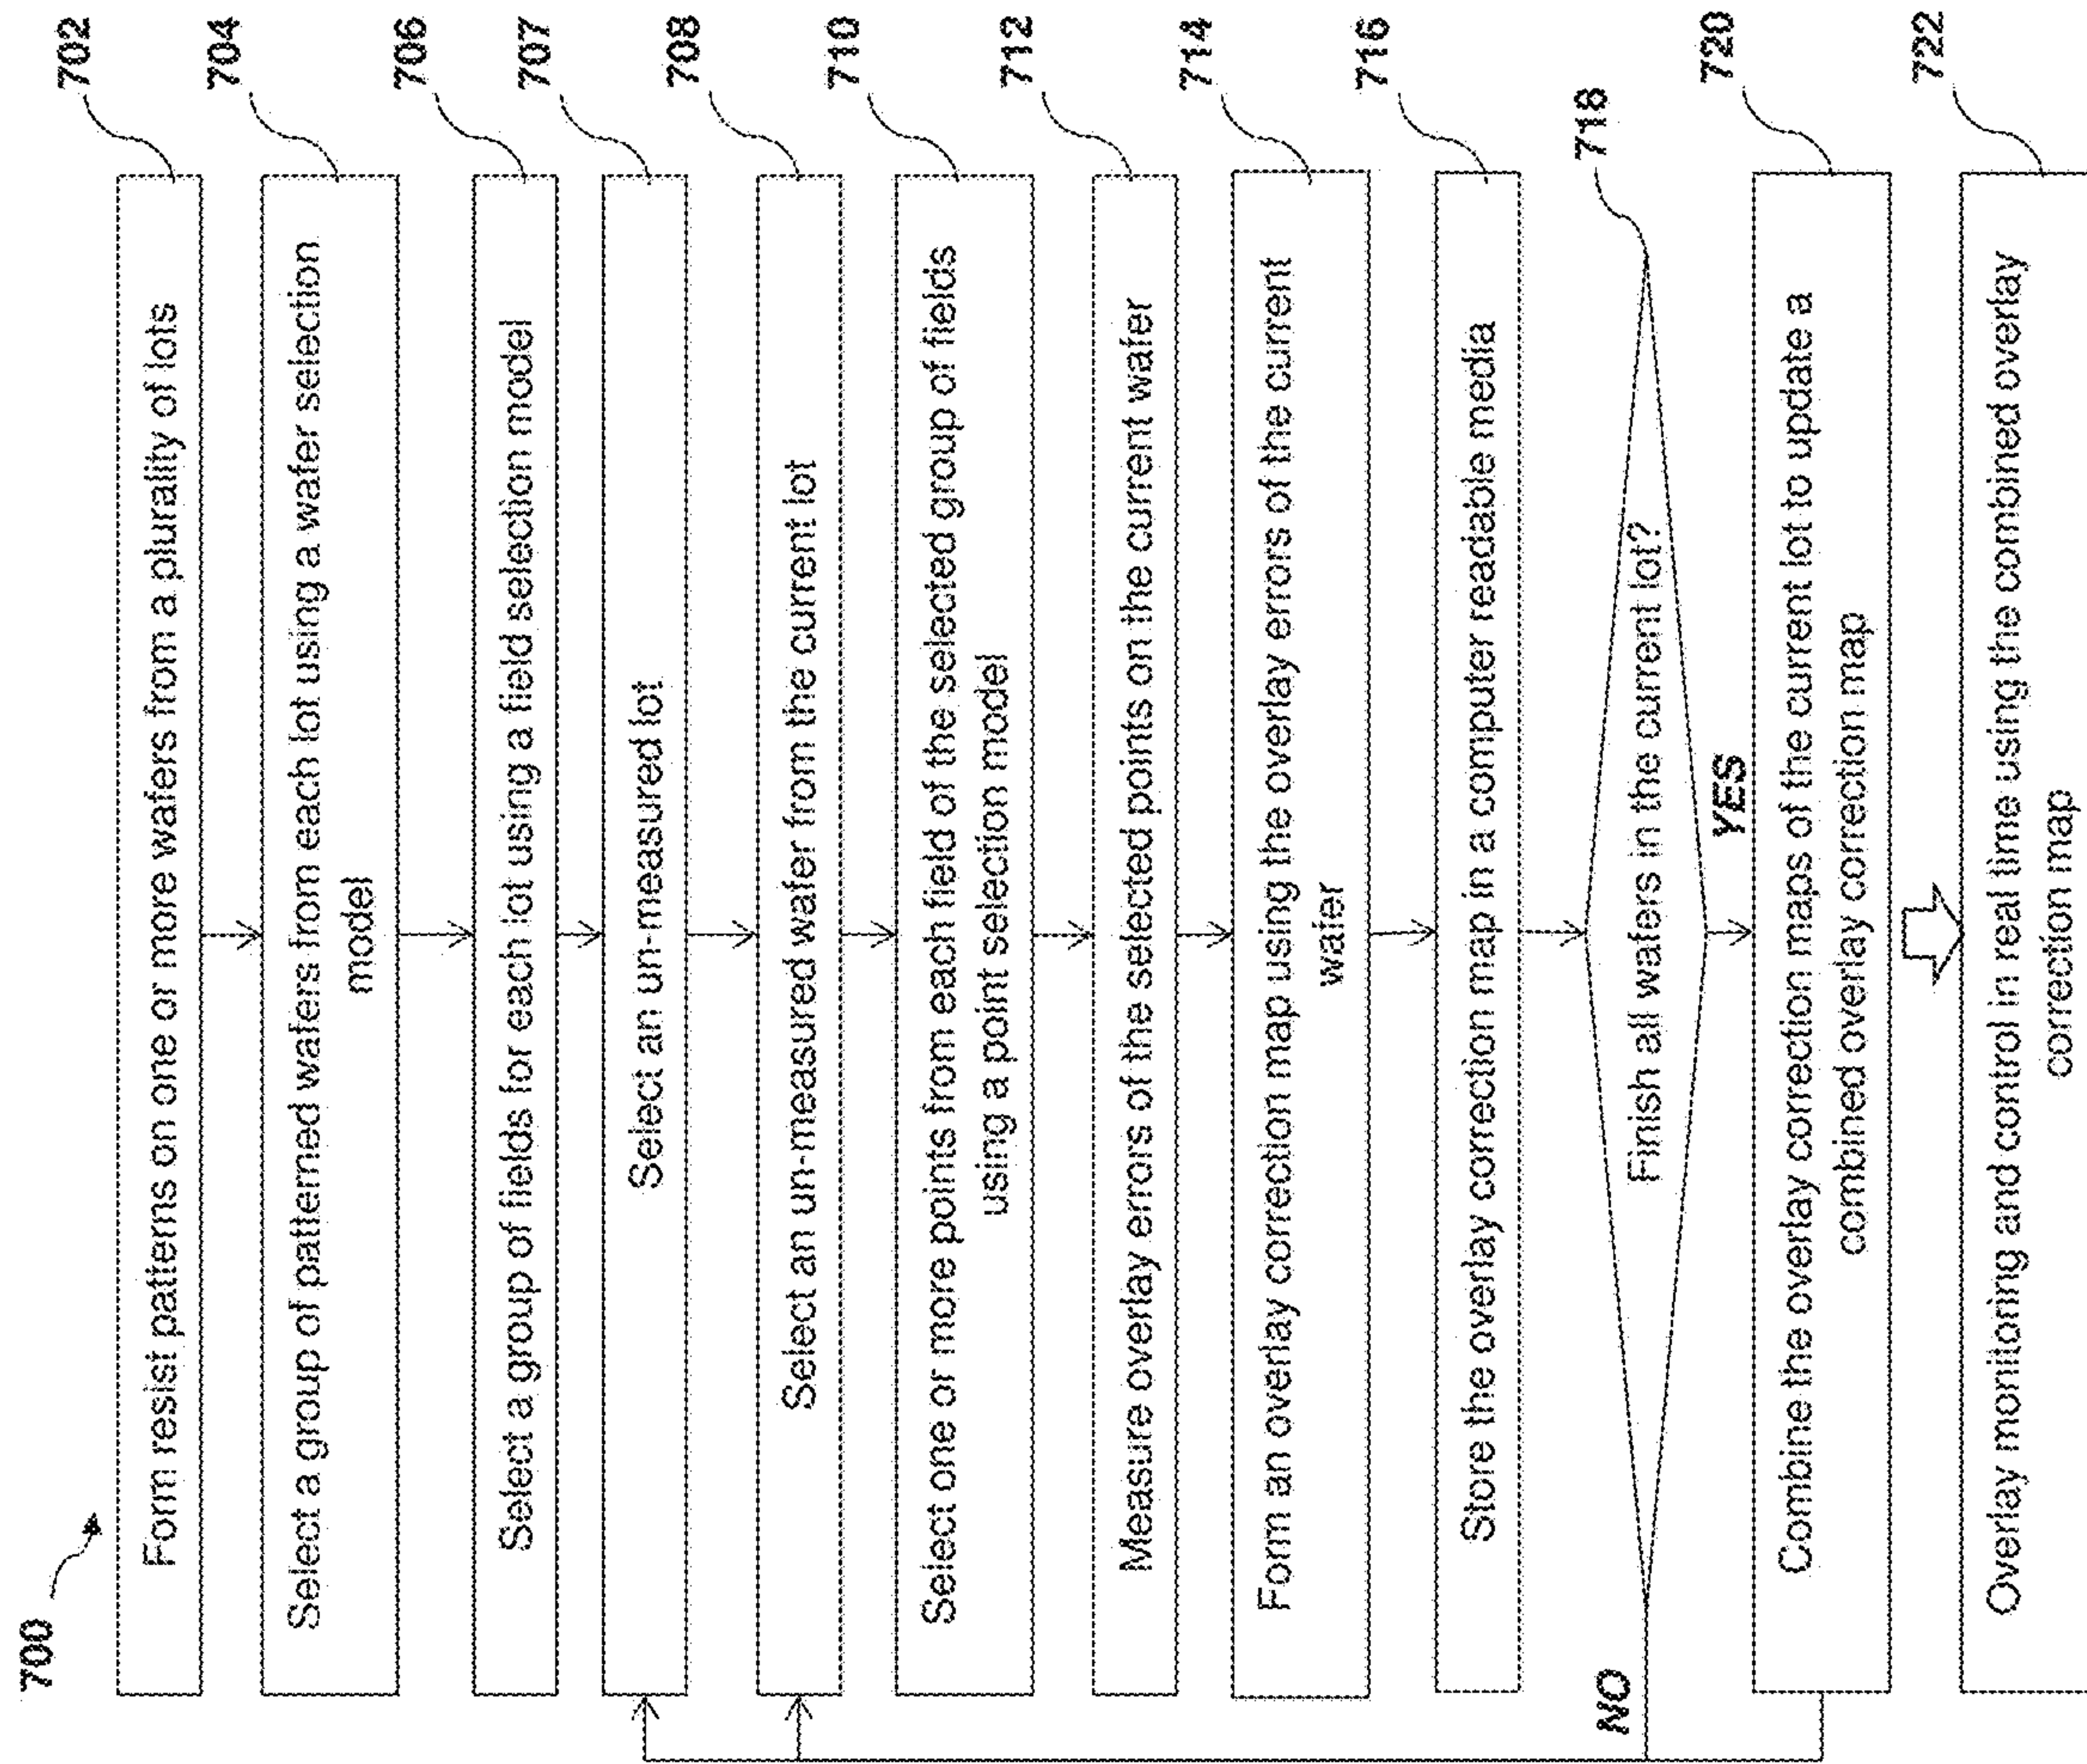 700
Form resist patterns on one or more wafers from a plurality of lots
702
Select a group of patterned wafers from each lot using a wafer selection
model
704
Select a group of fields for each lot using a field selection model
706
Select an un-measured lot
707
Select an un-measured wafer from the current lot
708
Select one or more points from each field of the selected group of fields
using a point selection model
710
Measure overlay errors of the selected points on the current wafer
712
Form an overlay correction map using the overlay errors of the current
wafer
714
Store the overlay correction map in a computer readable media
716
NO
Finish all wafers in the current lot?
718
YES
Combine the overlay correction maps of the current lot to update a
combined overlay correction map
720
Overlay monitoring and control in real time using the combined overlay
correction map
722